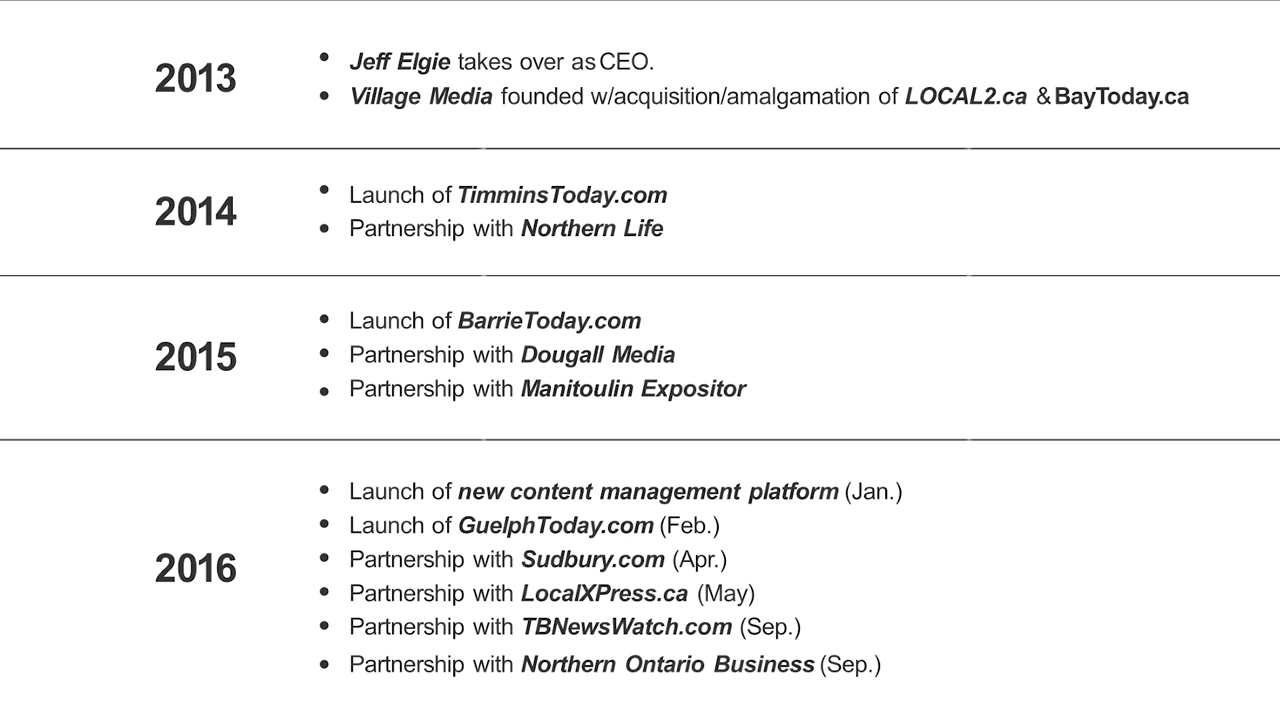 2013
• Jeff Elgie takes over as CEO.
• Village Media founded w/acquisition/amalgamation of LOCAL2.ca & BayToday.ca
2014
• Launch of TimminsToday.com
• Partnership with Northern Life
2015
• Launch of BarrieToday.com
• Partnership with Dougall Media
• Partnership with Manitoulin Expositor
2016
• Launch of new content management platform (Jan.)
• Launch of GuelphToday.com (Feb.)
• Partnership with Sudbury.com (Apr.)
• Partnership with LocalXPress.ca (May)
• Partnership with TBNewsWatch.com (Sep.)
• Partnership with Northern Ontario Business (Sep.)